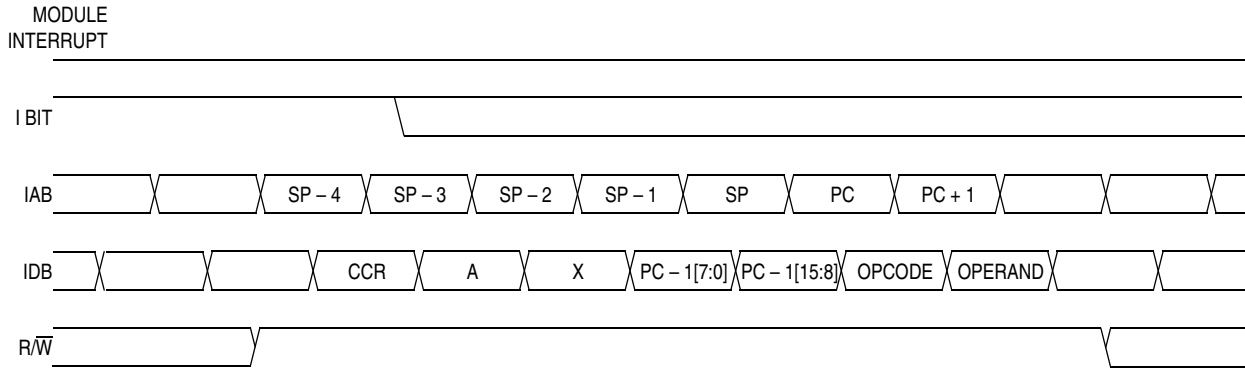 MODULE
INTERRUPT
I BIT
IAB SP – 4 SP – 3 SP – 2 SP – 1 SP PC PC + 1
IDB CCR A X PC – 1[7:0] PC – 1[15:8] OPCODE OPERAND
R/W̅